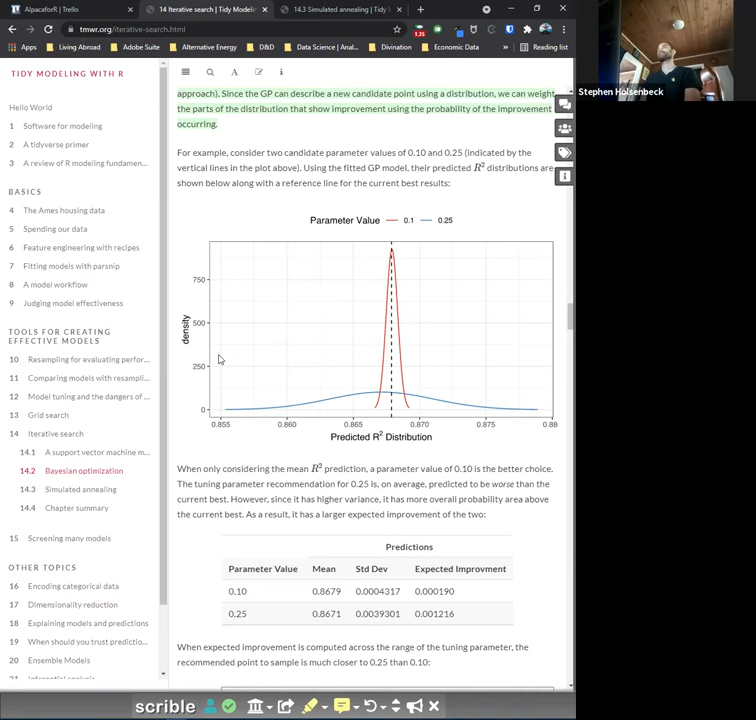 AlpacaforR | Trello
14 Iterative search | Tidy Modelin
14.3 Simulated annealing | Tidy M
tmwr.org/iterative-search.html
1.35
Apps
Living Abroad
Adobe Suite
Alternative Energy
D&D
Data Science | Anal...
Divination
Economic Data
Reading list
TIDY MODELING WITH R
Hello World
1 Software for modeling
2 A tidyverse primer
3 A review of R modeling fundamen...
BASICS
4 The Ames housing data
5 Spending our data
6 Feature engineering with recipes
7 Fitting models with parsnip
8 A model workflow
9 Judging model effectiveness
TOOLS FOR CREATING
EFFECTIVE MODELS
10 Resampling for evaluating perfor...
11 Comparing models with resampli...
12 Model tuning and the dangers of ...
13 Grid search
14 Iterative search
14.1 A support vector machine m...
14.2 Bayesian optimization
14.3 Simulated annealing
14.4 Chapter summary
15 Screening many models
OTHER TOPICS
16 Encoding categorical data
17 Dimensionality reduction
18 Explaining models and predictions
19 When should you trust predictio...
20 Ensemble Models
21 Inferential analysis
approach). Since the GP can describe a new candidate point using a distribution, we can weight
the parts of the distribution that show improvement using the probability of the improvement
occurring.
For example, consider two candidate parameter values of 0.10 and 0.25 (indicated by the
vertical lines in the plot above). Using the fitted GP model, their predicted R² distributions are
shown below along with a reference line for the current best results:
Parameter Value 0.1 0.25
750
500
250
0
density
0.855 0.860 0.865 0.870 0.875 0.88
Predicted R² Distribution
When only considering the mean R² prediction, a parameter value of 0.10 is the better choice.
The tuning parameter recommendation for 0.25 is, on average, predicted to be worse than the
current best. However, since it has higher variance, it has more overall probability area above
the current best. As a result, it has a larger expected improvement of the two:
Predictions
Parameter Value Mean Std Dev Expected Improvment
0.10 0.8679 0.0004317 0.000190
0.25 0.8671 0.0039301 0.001216
When expected improvement is computed across the range of the tuning parameter, the
recommended point to sample is much closer to 0.25 than 0.10:
scrible
Stephen Holsenbeck